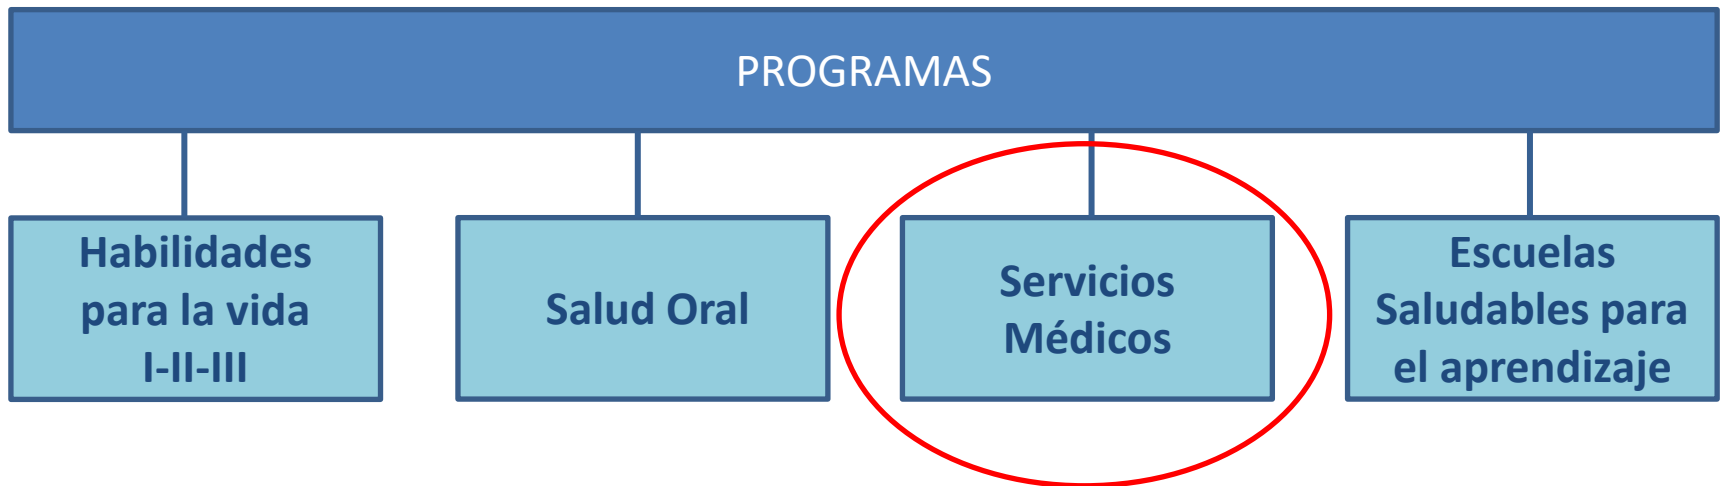 PROGRAMAS
Habilidades
para la vida
I-II-III
Salud Oral
Servicios
Médicos
Escuelas
Saludables para
el aprendizaje